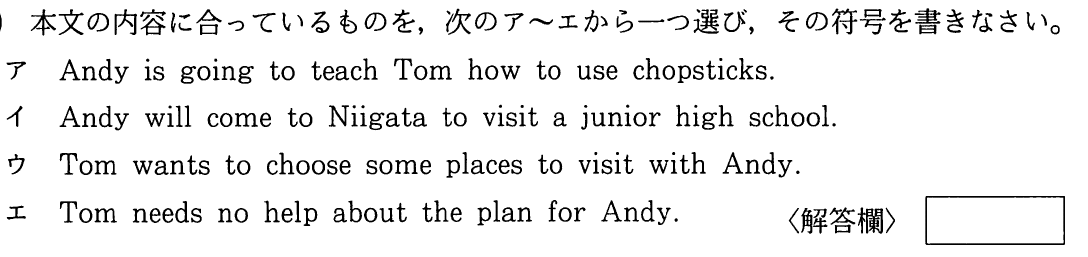 ) 本文の内容に合っているものを，次のア～エから一つ選び，その符号を書きなさい。
ア Andy is going to teach Tom how to use chopsticks.
イ Andy will come to Niigata to visit a junior high school.
ウ Tom wants to choose some places to visit with Andy.
エ Tom needs no help about the plan for Andy.
〈解答欄〉